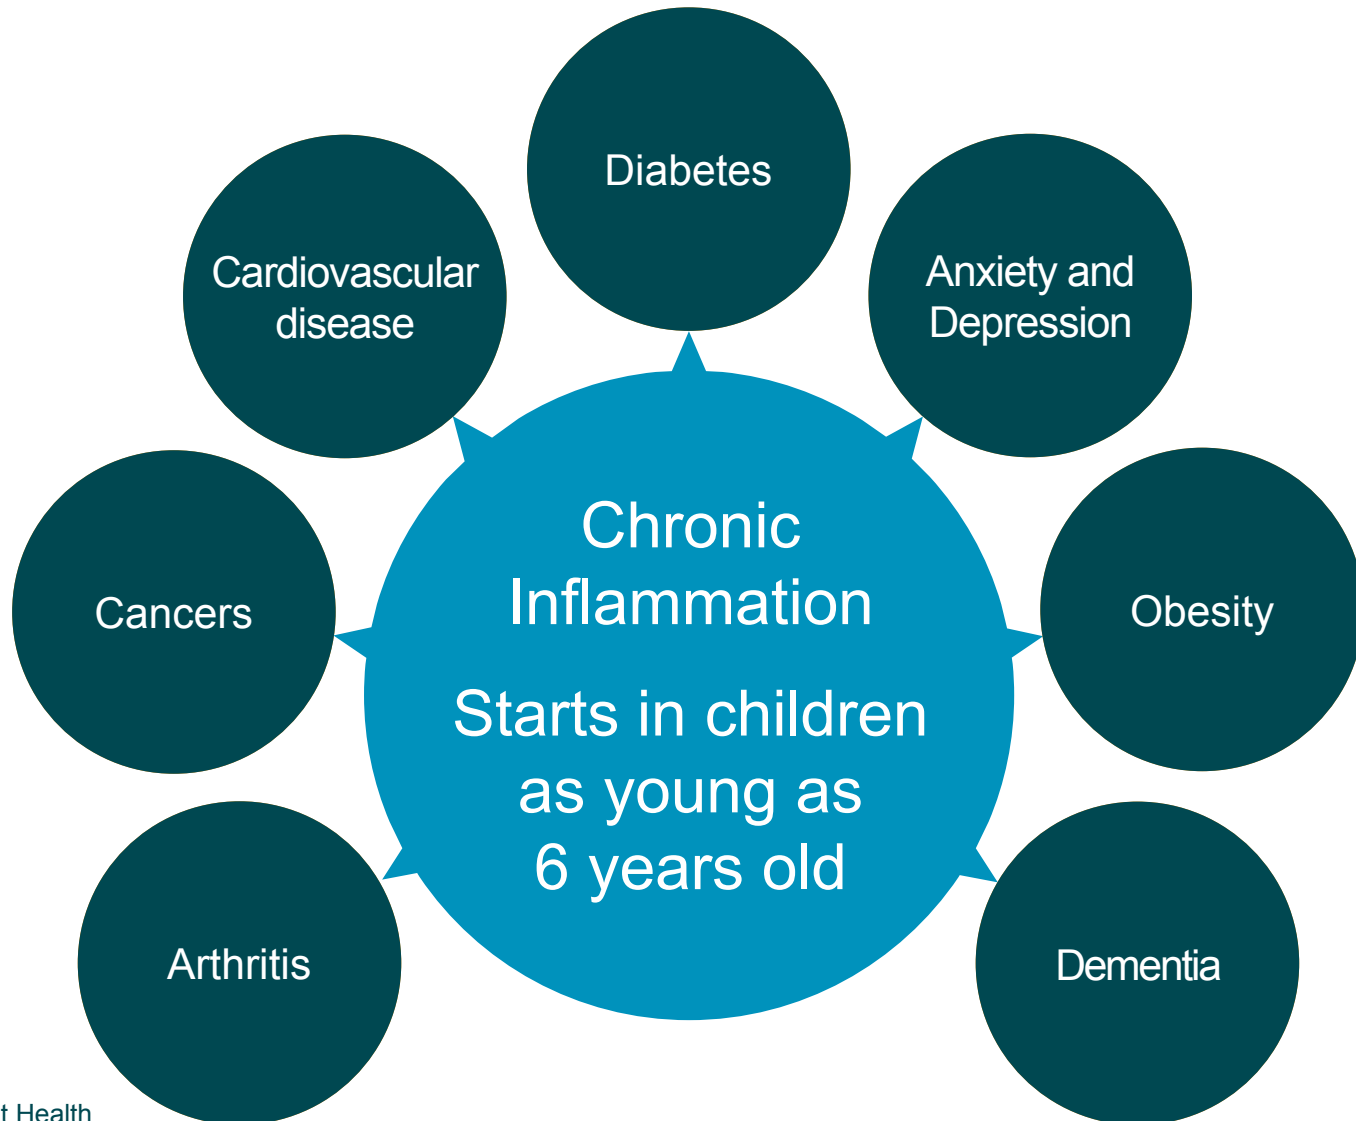 Diabetes
Cardiovascular
disease
Anxiety and
Depression
Chronic
Inflammation
Starts in children
as young as
6 years old
Cancers
Obesity
Arthritis
Dementia
t Health